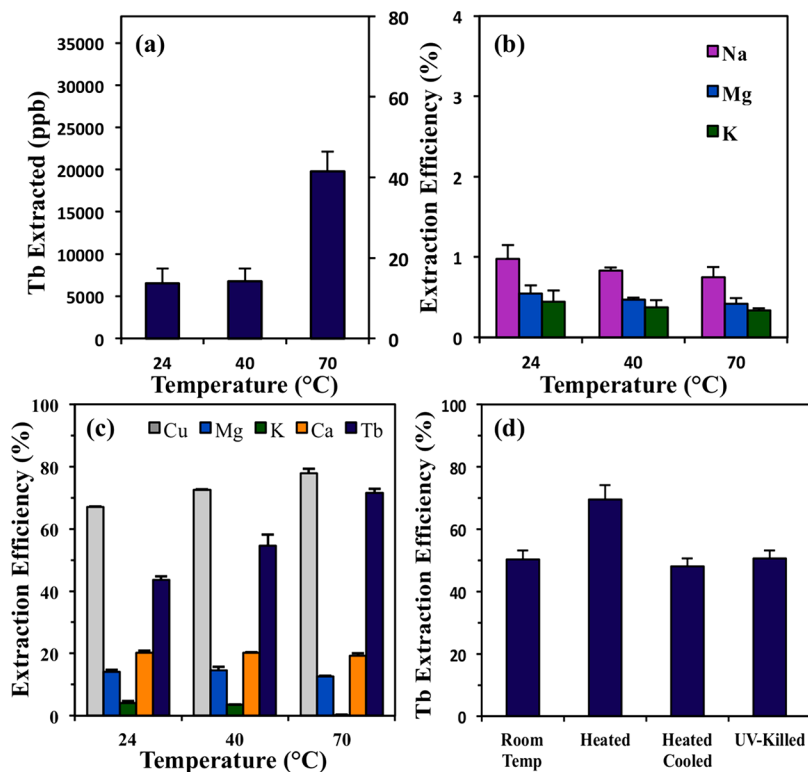 (a)
Tb Extracted (ppb)
35000
30000
25000
20000
15000
10000
5000
0
80
60
40
20
0
24 40 70
Temperature (°C)
(b)
Extraction Efficiency (%)
4
3
2
1
0
Na
Mg
K
24 40 70
Temperature (°C)
(c)
Extraction Efficiency (%)
100
80
60
40
20
0
Cu Mg K Ca Tb
24 40 70
Temperature (°C)
(d)
Tb Extraction Efficiency (%)
100
80
60
40
20
0
Room Temp
Heated
Heated Cooled
UV-Killed